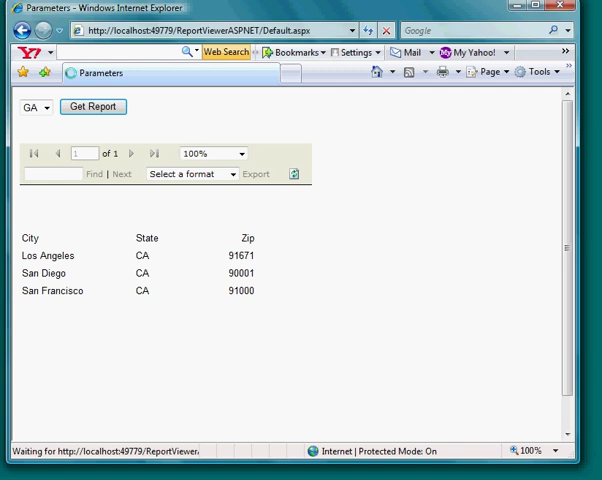 Parameters - Windows Internet Explorer
http://localhost:49779/ReportViewerASPNET/Default.aspx
Google
Y!
Web Search
Bookmarks
Settings
Mail
My
My Yahoo!
»
Parameters
Page
Tools
»
GA
Get Report
1
of 1
100%
Find | Next
Select a format
Export
City State Zip
Los Angeles CA 91671
San Diego CA 90001
San Francisco CA 91000
Waiting for http://localhost:49779/ReportViewer
Internet | Protected Mode: On
100%